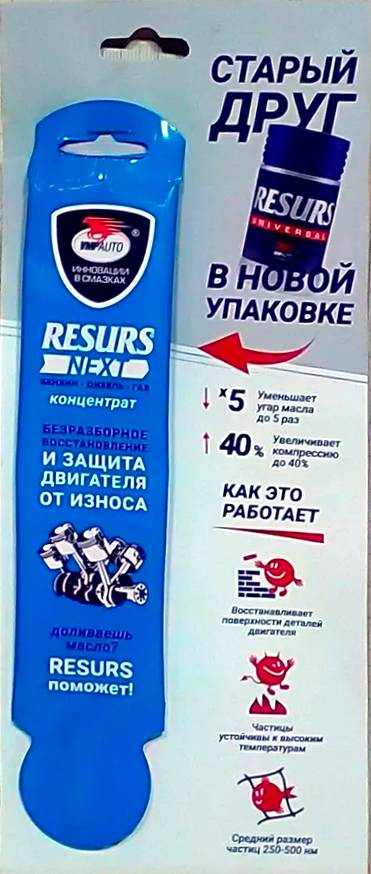 СТАРЫЙ
ДРУГ
RESURS
UNIVERSAL
В НОВОЙ
УПАКОВКЕ
VMPAUTO
®
ИННОВАЦИИ
В СМАЗКАХ
RESURS
NEXT
БЕНЗИН - ДИЗЕЛЬ - ГАЗ
концентрат
БЕЗРАЗБОРНОЕ
ВОССТАНОВЛЕНИЕ
И ЗАЩИТА
ДВИГАТЕЛЯ
ОТ ИЗНОСА
доливаешь
масло?
RESURS
поможет!
↓ x5 Уменьшает
угар масла
до 5 раз
↑ 40% Увеличивает
компрессию
до 40%
КАК ЭТО
РАБОТАЕТ
Восстанавливает
поверхности деталей
двигателя
Частицы
устойчивы к высоким
температурам
Средний размер
частиц 250-500 нм